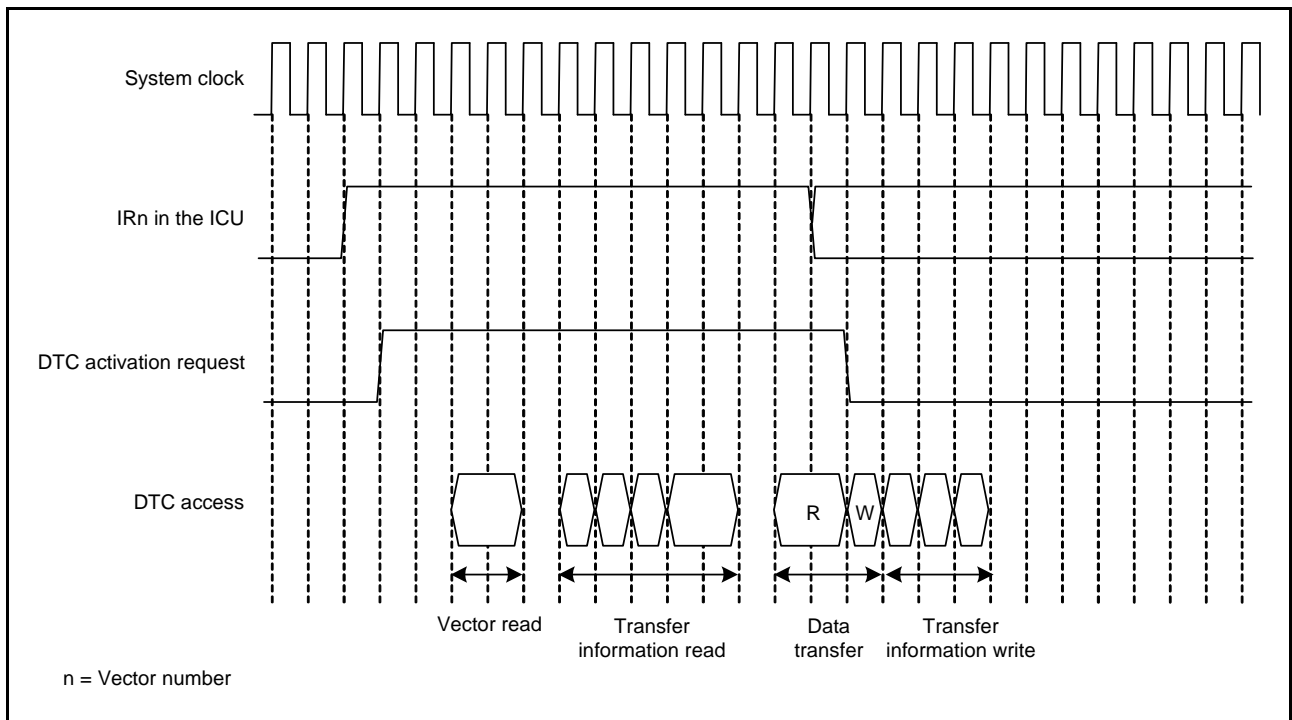 System clock
IRn in the ICU
DTC activation request
DTC access
R
W
Vector read
Transfer
information read
Data
transfer
Transfer
information write
n = Vector number